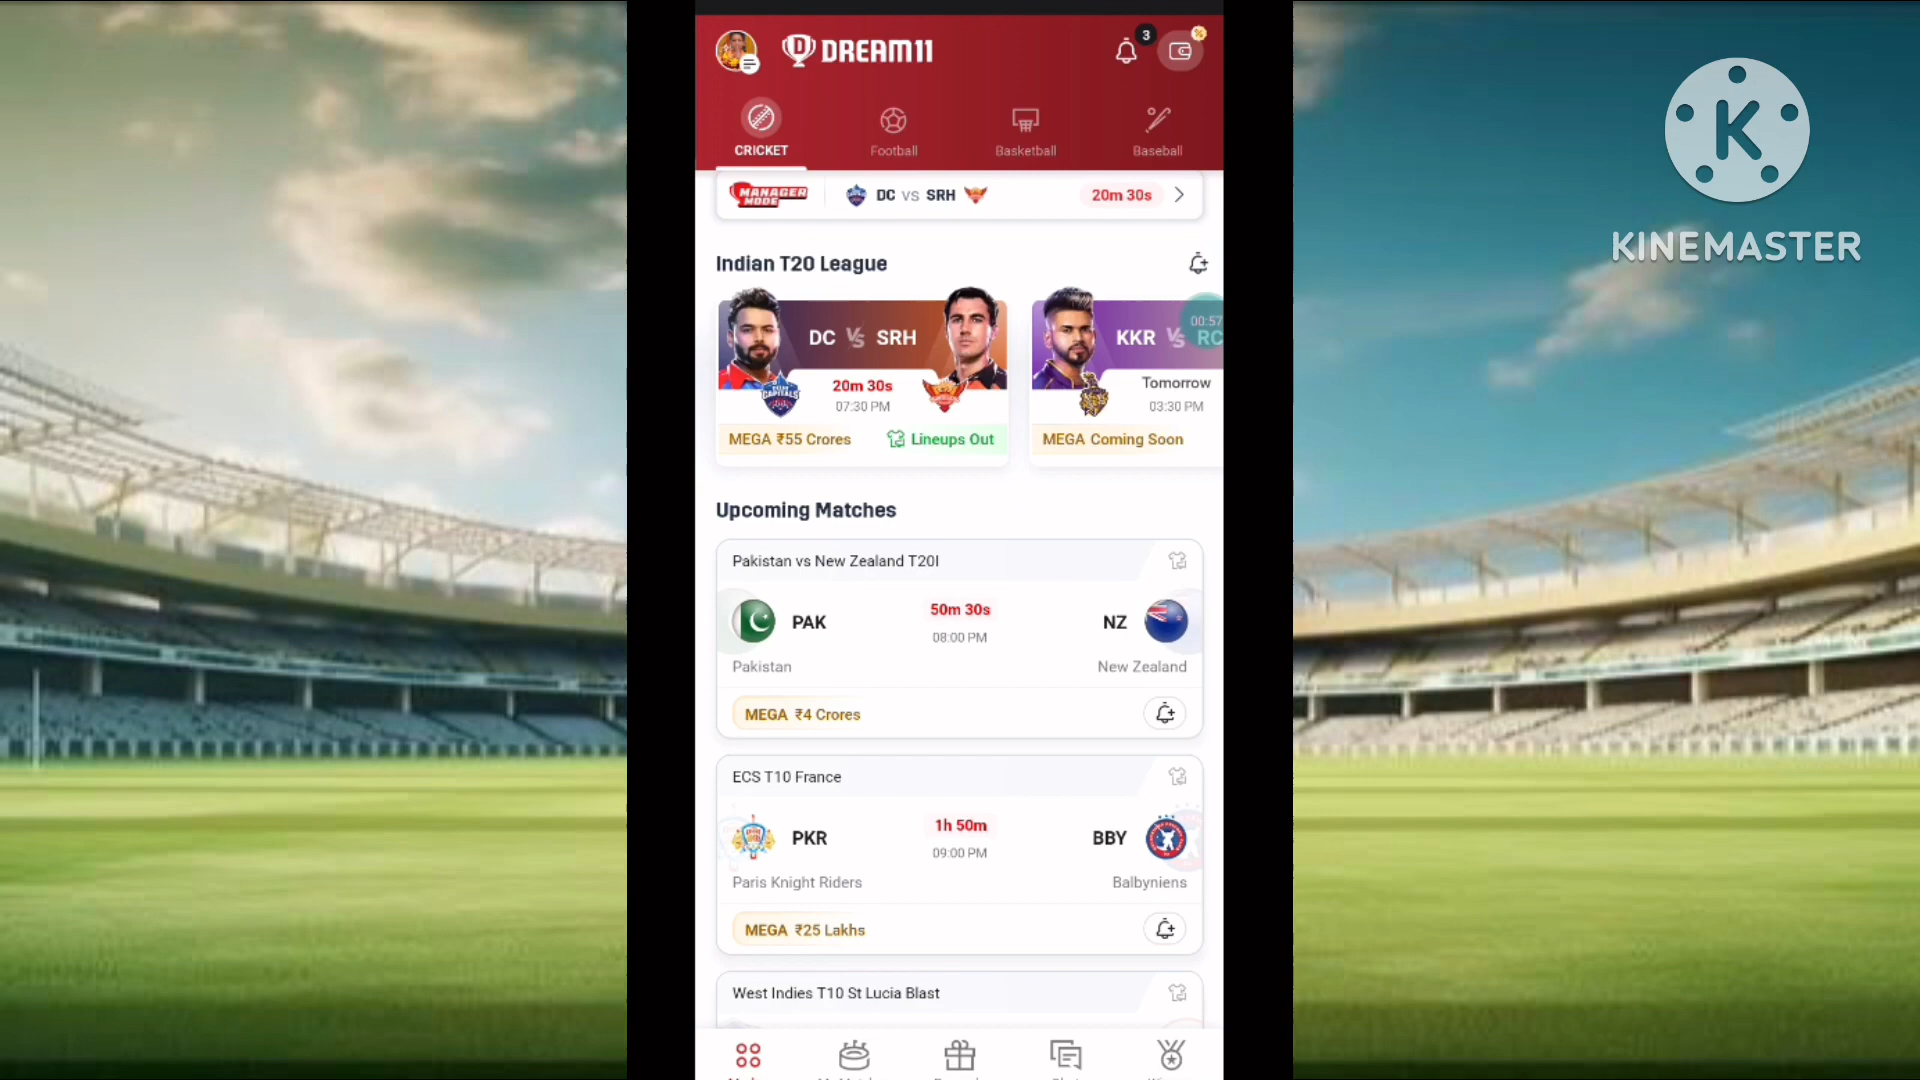 DREAM11
3
CRICKET
Football
Basketball
Baseball
MANAGER MODE
DC vs SRH
20m 30s
Indian T20 League
DC VS SRH
20m 30s
07:30 PM
MEGA ₹55 Crores
Lineups Out
KKR VS RC
00:57
Tomorrow
03:30 PM
MEGA Coming Soon
Upcoming Matches
Pakistan vs New Zealand T20I
PAK
50m 30s
08:00 PM
NZ
Pakistan
New Zealand
MEGA ₹4 Crores
ECS T10 France
PKR
1h 50m
09:00 PM
BBY
Paris Knight Riders
Balbyniens
MEGA ₹25 Lakhs
West Indies T10 St Lucia Blast
K
KINEMASTER